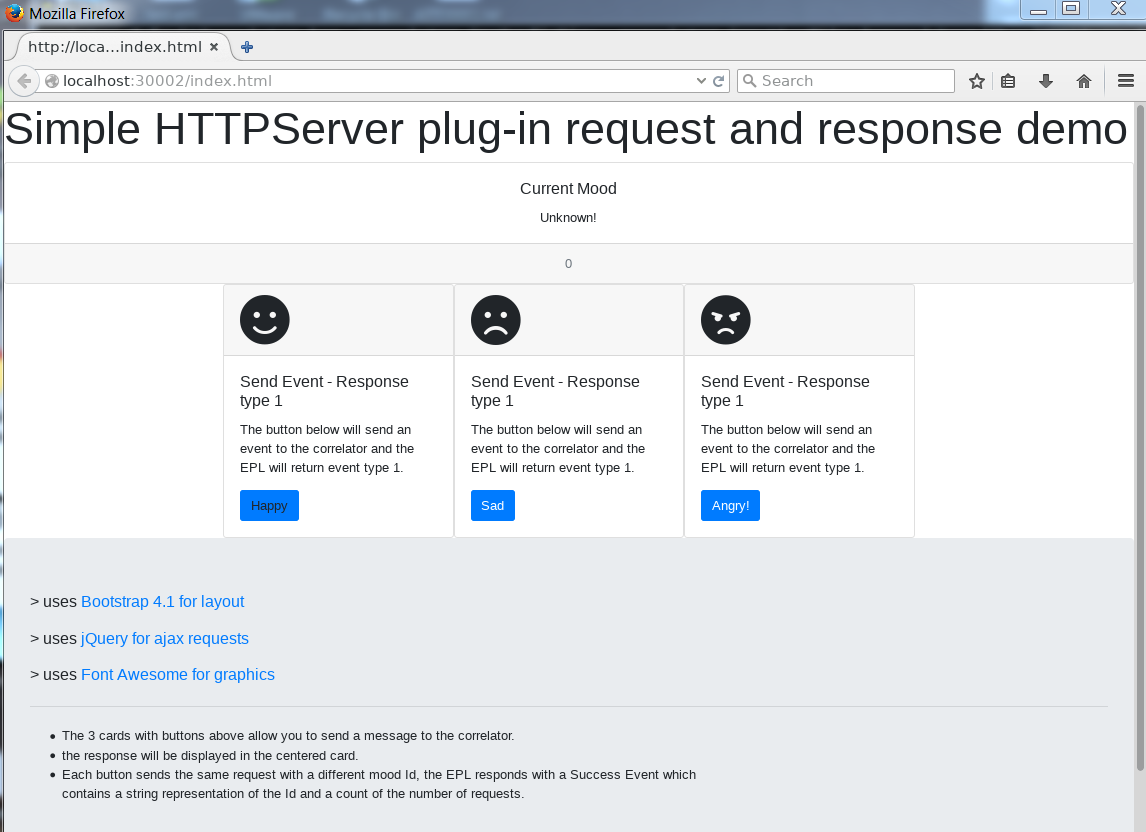 Mozilla Firefox
http://loca...index.html
localhost:30002/index.html
Search
Simple HTTPServer plug-in request and response demo
Current Mood
Unknown!
0
Send Event - Response
type 1
The button below will send an
event to the correlator and the
EPL will return event type 1.
Happy
Send Event - Response
type 1
The button below will send an
event to the correlator and the
EPL will return event type 1.
Sad
Send Event - Response
type 1
The button below will send an
event to the correlator and the
EPL will return event type 1.
Angry!
> uses Bootstrap 4.1 for layout
> uses jQuery for ajax requests
> uses Font Awesome for graphics
• The 3 cards with buttons above allow you to send a message to the correlator.
• the response will be displayed in the centered card.
• Each button sends the same request with a different mood Id, the EPL responds with a Success Event which
contains a string representation of the Id and a count of the number of requests.